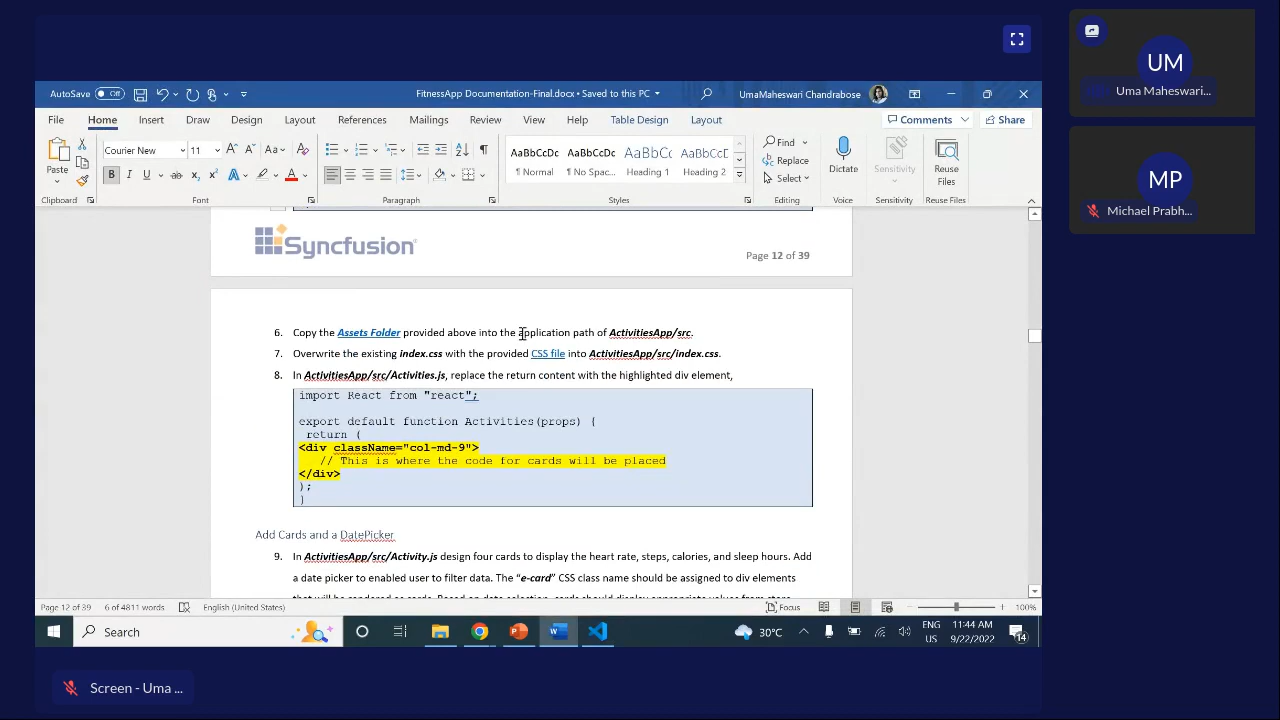 UM
Uma Maheswari...
MP
Michael Prabh...
AutoSave Off
FitnessApp Documentation-Final.docx • Saved to this PC
UmaMaheswari Chandrabose
File Home Insert Draw Design Layout References Mailings Review View Help Table Design Layout
Comments Share
Paste
Courier New 11
Aa
B I U ab x₂ x² A A
AaBbCcDc AaBbCcDc AaBbCc AaBbCcD
¶ Normal ¶ No Spac... Heading 1 Heading 2
Find
Replace
Select
Dictate
Sensitivity
Reuse Files
Clipboard Font Paragraph Styles Editing Voice Sensitivity Reuse Files
Syncfusion®
Page 12 of 39
6. Copy the Assets Folder provided above into the application path of ActivitiesApp/src.
7. Overwrite the existing index.css with the provided CSS file into ActivitiesApp/src/index.css.
8. In ActivitiesApp/src/Activities.js, replace the return content with the highlighted div element,
import React from "react";
export default function Activities(props) {
return (
<div className="col-md-9">
// This is where the code for cards will be placed
</div>
);
}
Add Cards and a DatePicker
9. In ActivitiesApp/src/Activity.js design four cards to display the heart rate, steps, calories, and sleep hours. Add
a date picker to enabled user to filter data. The "e-card" CSS class name should be assigned to div elements
Page 12 of 39 6 of 4811 words English (United States) Focus 100%
Search
30°C
ENG
US
11:44 AM
9/22/2022
14
Screen - Uma ...